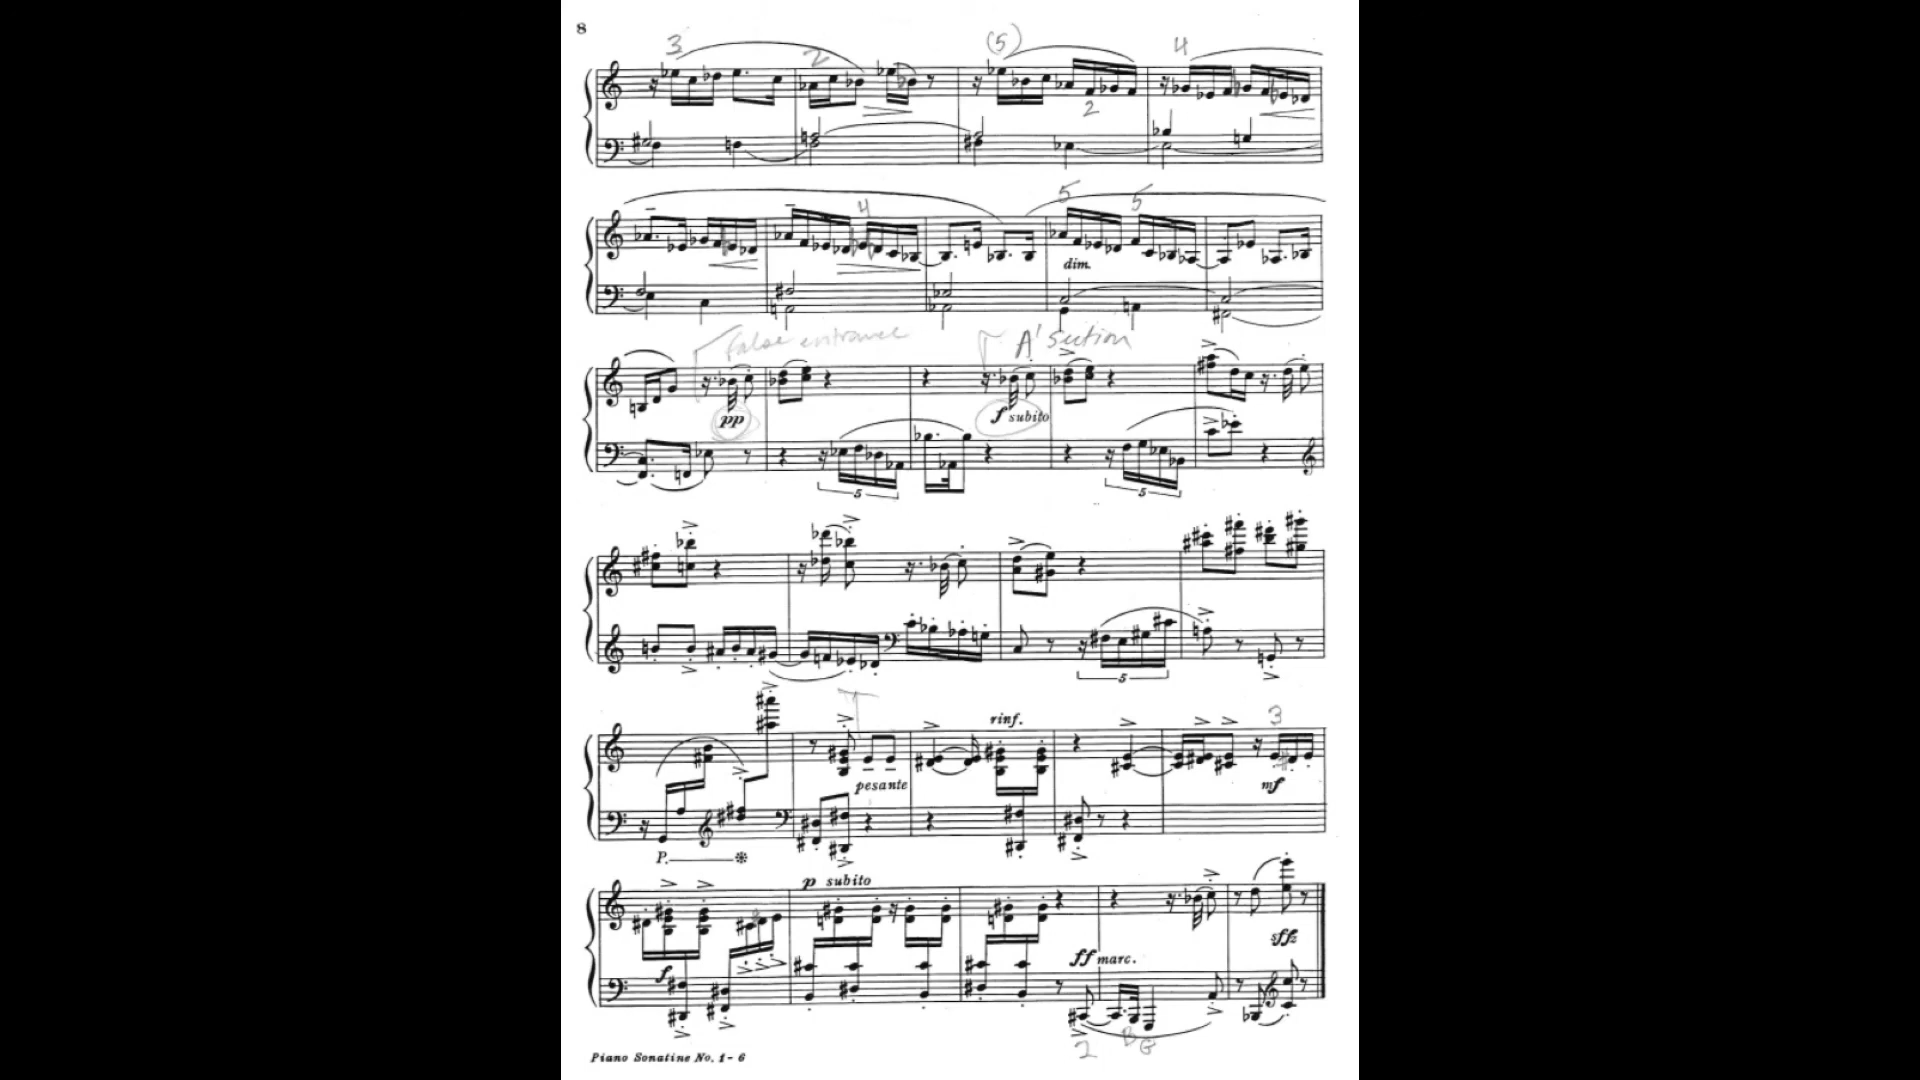 8
3 2 (5) 4
2
4 5 5
dim.
false entrance A' section
pp f subito
5 5
5
rinf. 3
pesante mf
P.
p subito
f ff marc. sffz
2 B G
Piano Sonatine No. 1 - 6